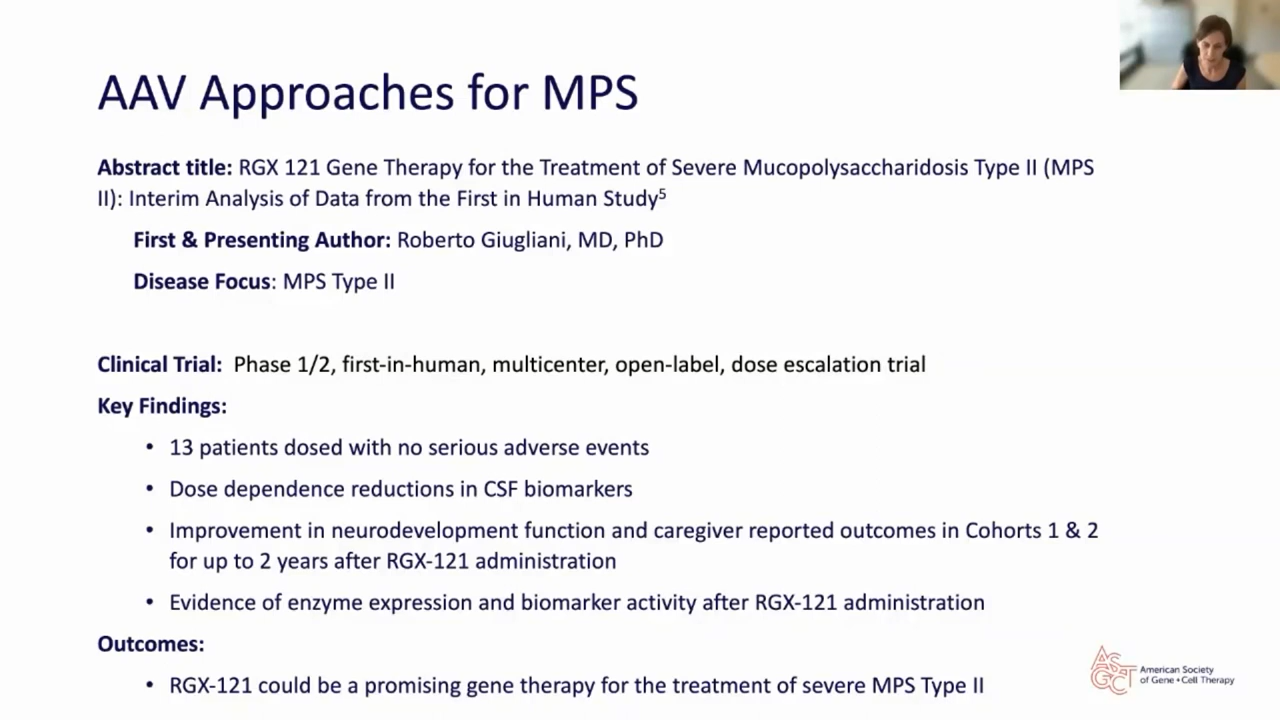 AAV Approaches for MPS
Abstract title: RGX 121 Gene Therapy for the Treatment of Severe Mucopolysaccharidosis Type II (MPS
II): Interim Analysis of Data from the First in Human Study⁵
First & Presenting Author: Roberto Giugliani, MD, PhD
Disease Focus: MPS Type II
Clinical Trial: Phase 1/2, first-in-human, multicenter, open-label, dose escalation trial
Key Findings:
• 13 patients dosed with no serious adverse events
• Dose dependence reductions in CSF biomarkers
• Improvement in neurodevelopment function and caregiver reported outcomes in Cohorts 1 & 2
for up to 2 years after RGX-121 administration
• Evidence of enzyme expression and biomarker activity after RGX-121 administration
Outcomes:
• RGX-121 could be a promising gene therapy for the treatment of severe MPS Type II
ASGCT
American Society
of Gene • Cell Therapy